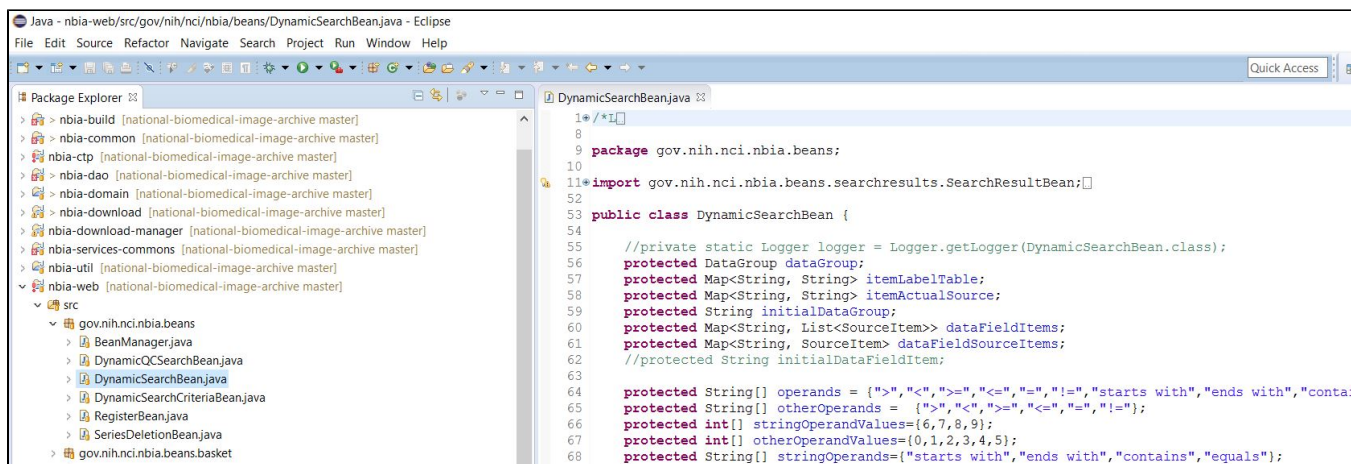 Java - nbia-web/src/gov/nih/nci/nbia/beans/DynamicSearchBean.java - Eclipse
File Edit Source Refactor Navigate Search Project Run Window Help
Quick Access
Package Explorer
> > nbia-build [national-biomedical-image-archive master]
> > nbia-common [national-biomedical-image-archive master]
> nbia-ctp [national-biomedical-image-archive master]
> > nbia-dao [national-biomedical-image-archive master]
> > nbia-domain [national-biomedical-image-archive master]
> > nbia-download [national-biomedical-image-archive master]
> nbia-download-manager [national-biomedical-image-archive master]
> nbia-services-commons [national-biomedical-image-archive master]
> nbia-util [national-biomedical-image-archive master]
nbia-web [national-biomedical-image-archive master]
src
gov.nih.nci.nbia.beans
> BeanManager.java
> DynamicQCSearchBean.java
> DynamicSearchBean.java
> DynamicSearchCriteriaBean.java
> RegisterBean.java
> SeriesDeletionBean.java
> gov.nih.nci.nbia.beans.basket
DynamicSearchBean.java
1 /*L
8
9 package gov.nih.nci.nbia.beans;
10
11 import gov.nih.nci.nbia.beans.searchresults.SearchResultBean;
52
53 public class DynamicSearchBean {
54
55 //private static Logger logger = Logger.getLogger(DynamicSearchBean.class);
56 protected DataGroup dataGroup;
57 protected Map<String, String> itemLabelTable;
58 protected Map<String, String> itemActualSource;
59 protected String initialDataGroup;
60 protected Map<String, List<SourceItem>> dataFieldItems;
61 protected Map<String, SourceItem> dataFieldSourceItems;
62 //protected String initialDataFieldItem;
63
64 protected String[] operands = {">","<",">=","<=","=","!=","starts with","ends with","contai
65 protected String[] otherOperands = {">","<",">=","<=","=","!="};
66 protected int[] stringOperandValues={6,7,8,9};
67 protected int[] otherOperandValues={0,1,2,3,4,5};
68 protected String[] stringOperands={"starts with","ends with","contains","equals"};